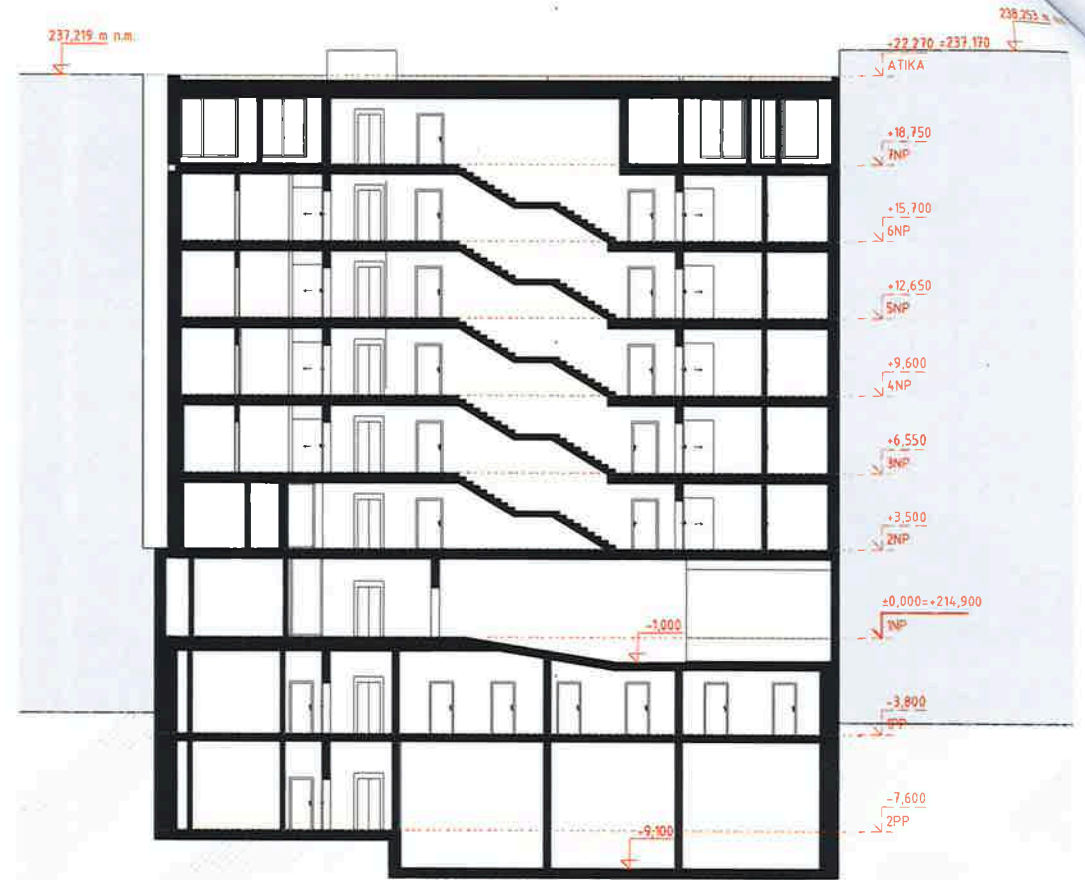 237,219 m n.m.
238,253 m
+22,270 =237,170
ATIKA
+18,750
7NP
+15,700
6NP
+12,650
5NP
+9,600
4NP
+6,550
3NP
+3,500
2NP
±0,000=+214,900
1NP
-1,000
-3,800
1PP
-7,600
2PP
-9,100